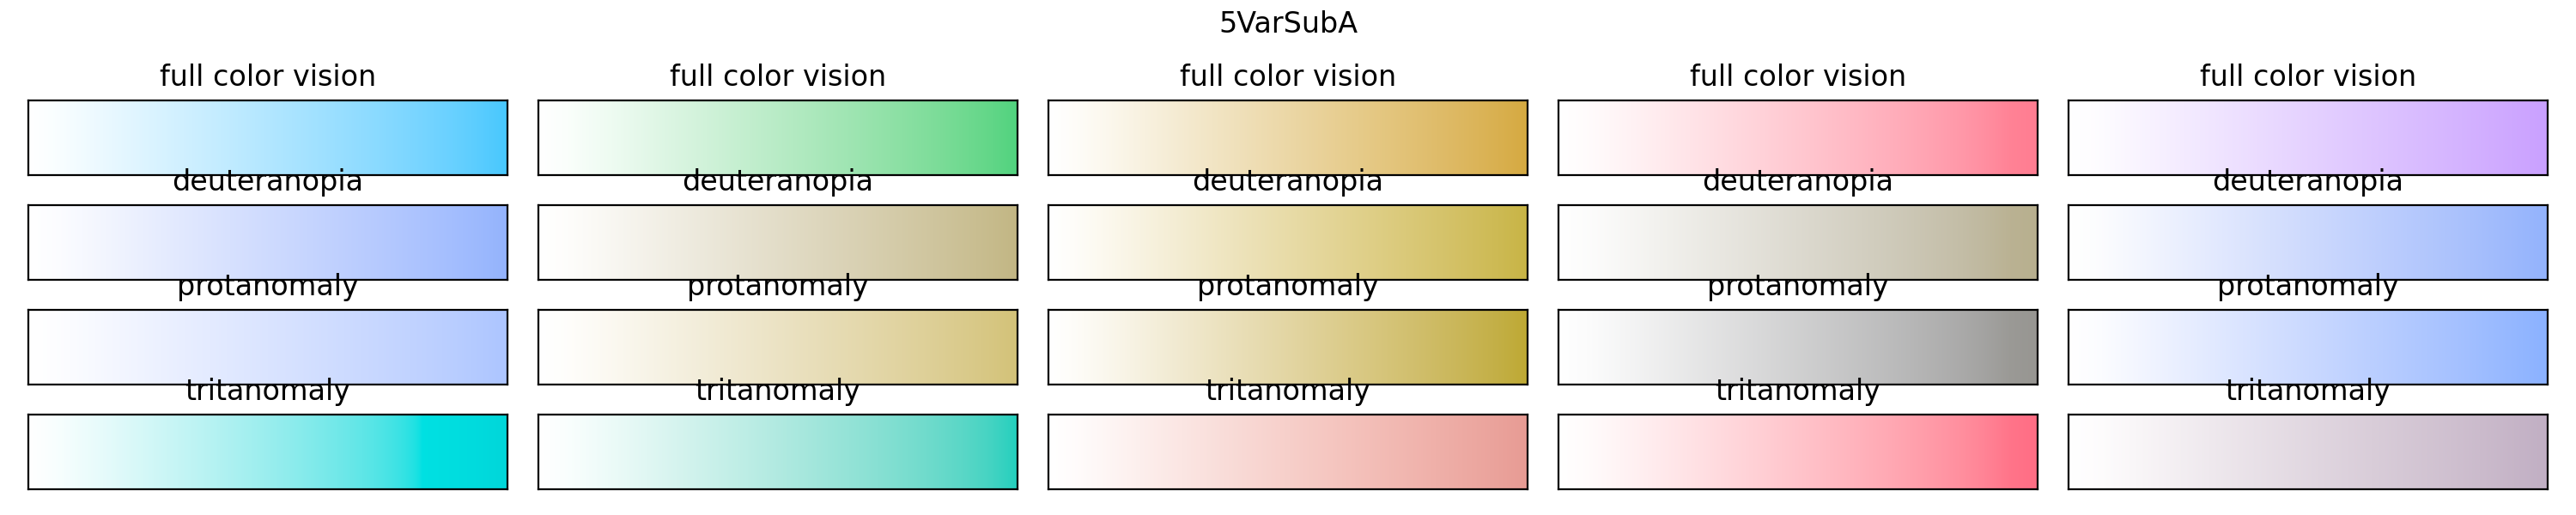 5VarSubA
full color vision full color vision full color vision full color vision full color vision
deuteranopia deuteranopia deuteranopia deuteranopia deuteranopia
protanomaly protanomaly protanomaly protanomaly protanomaly
tritanomaly tritanomaly tritanomaly tritanomaly tritanomaly